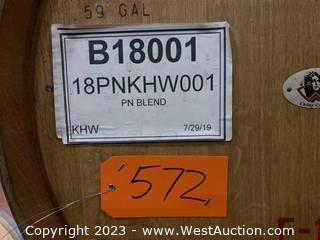 59 GAL
B18001
18PNKHW001
PN BLEND
KHW 7/29/19
572
Copyright © 2023 - www.WestAuction.com